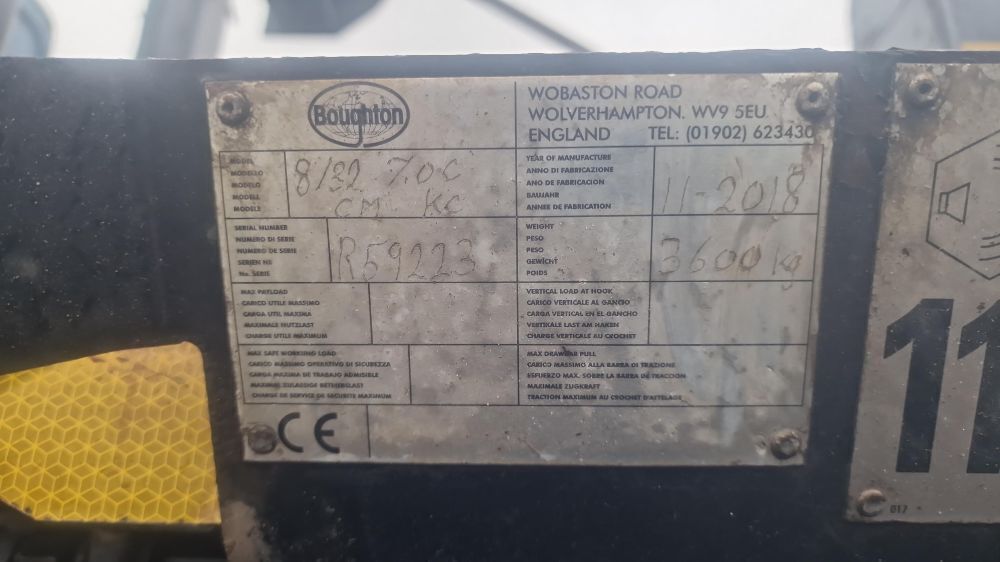 Boughton
WOBASTON ROAD
WOLVERHAMPTON. WV9 5EU
ENGLAND TEL: (01902) 623430
MODEL
MODELLO
MODELO
MODELL
MODELE
8/32 7.0C
CM KC
YEAR OF MANUFACTURE
ANNO DI FABRICAZIONE
ANO DE FABRICACION
BAUJAHR
ANNEE DE FABRICATION
11-2018
SERIAL NUMBER
NUMERO DI SERIE
NUMERO DE SERIE
SERIEN NR
No. SERIE
R59223
WEIGHT
PESO
PESO
GEWICHT
POIDS
3600 kg
MAX PAYLOAD
CARICO UTILE MASSIMO
CARGA UTIL MAXIMA
MAXIMALE NUTZLAST
CHARGE UTILE MAXIMUM
VERTICAL LOAD AT HOOK
CARICO VERTICALE AL GANCIO
CARGA VERTICAL EN EL GANCHO
VERTIKALE LAST AM HAKEN
CHARGE VERTICALE AU CROCHET
MAX SAFE WORKING LOAD
CARICO MASSIMO OPERATIVO DI SICUREZZA
CARGA MAXIMA DE TRABAJO ADMISIBLE
MAXIMAL ZULASSIGE BETRIEBSLAST
CHARGE DE SERVICE DE SECURITE MAXIMUM
MAX DRAWBAR PULL
CARICO MASSIMO ALLA BARRA DI TRAZIONE
ESFUERZO MAX. SOBRE LA BARRA DE TRACCION
MAXIMALE ZUGKRAFT
TRACTION MAXIMUM AU CROCHET D'ATTELAGE
CE
11
017